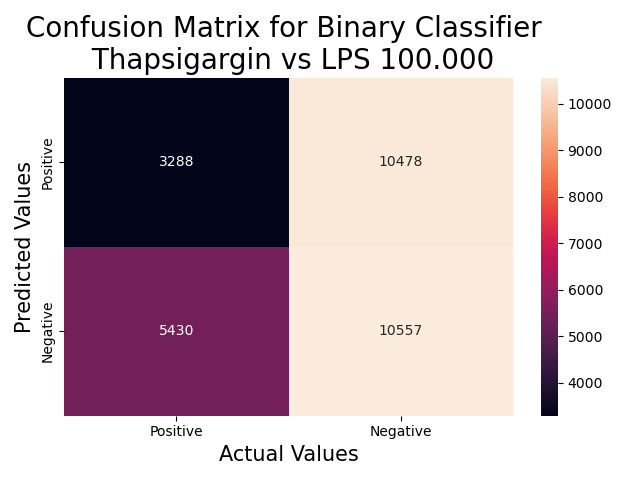 Confusion Matrix for Binary Classifier
Thapsigargin vs LPS 100.000
Predicted Values
Positive
Negative
3288
10478
5430
10557
Positive
Negative
Actual Values
10000
9000
8000
7000
6000
5000
4000